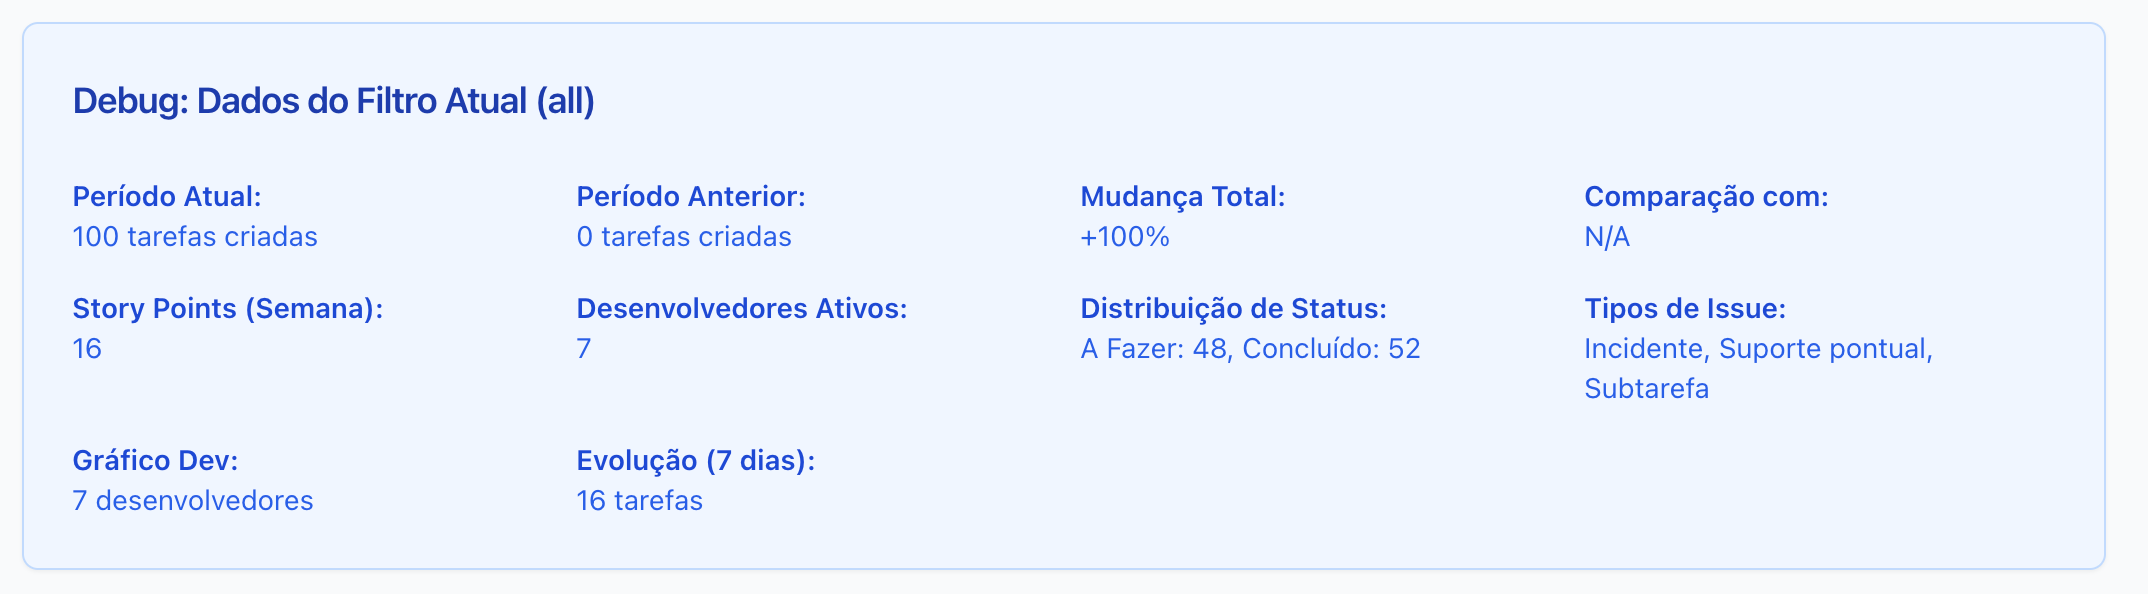 Debug: Dados do Filtro Atual (all)
Período Atual:
100 tarefas criadas
Período Anterior:
0 tarefas criadas
Mudança Total:
+100%
Comparação com:
N/A
Story Points (Semana):
16
Desenvolvedores Ativos:
7
Distribuição de Status:
A Fazer: 48, Concluído: 52
Tipos de Issue:
Incidente, Suporte pontual,
Subtarefa
Gráfico Dev:
7 desenvolvedores
Evolução (7 dias):
16 tarefas